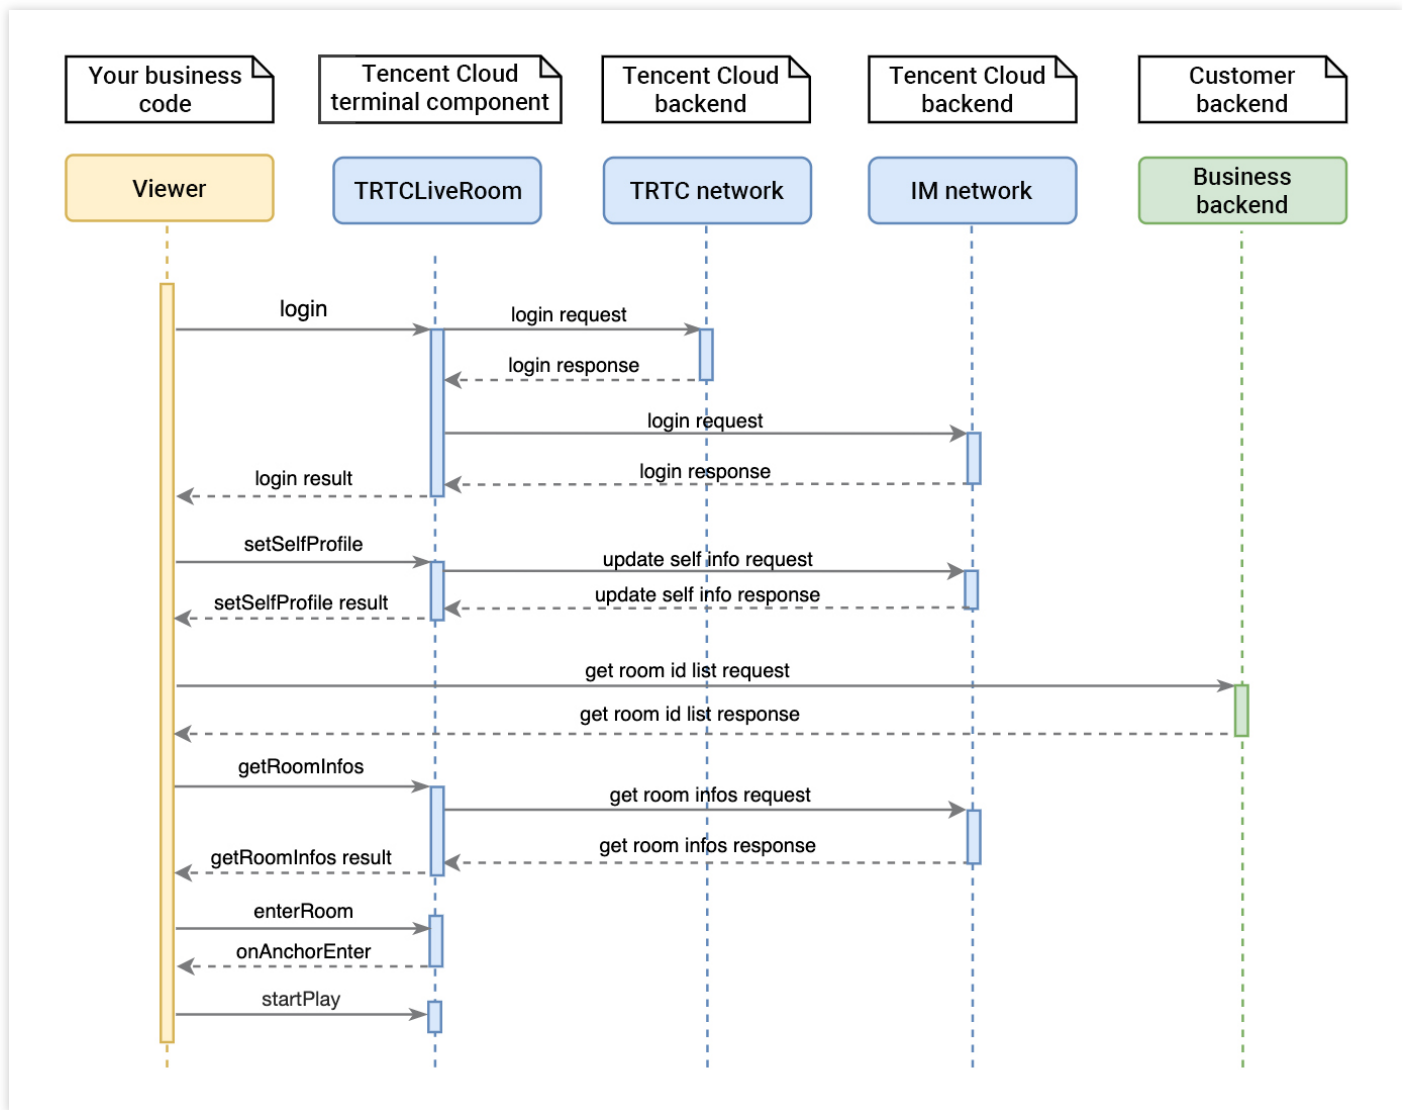 Your business
code
Tencent Cloud
terminal component
Tencent Cloud
backend
Tencent Cloud
backend
Customer
backend
Viewer
TRTCLiveRoom
TRTC network
IM network
Business
backend
login
login request
login response
login request
login response
login result
setSelfProfile
update self info request
update self info response
setSelfProfile result
get room id list request
get room id list response
getRoomInfos
get room infos request
get room infos response
getRoomInfos result
enterRoom
onAnchorEnter
startPlay